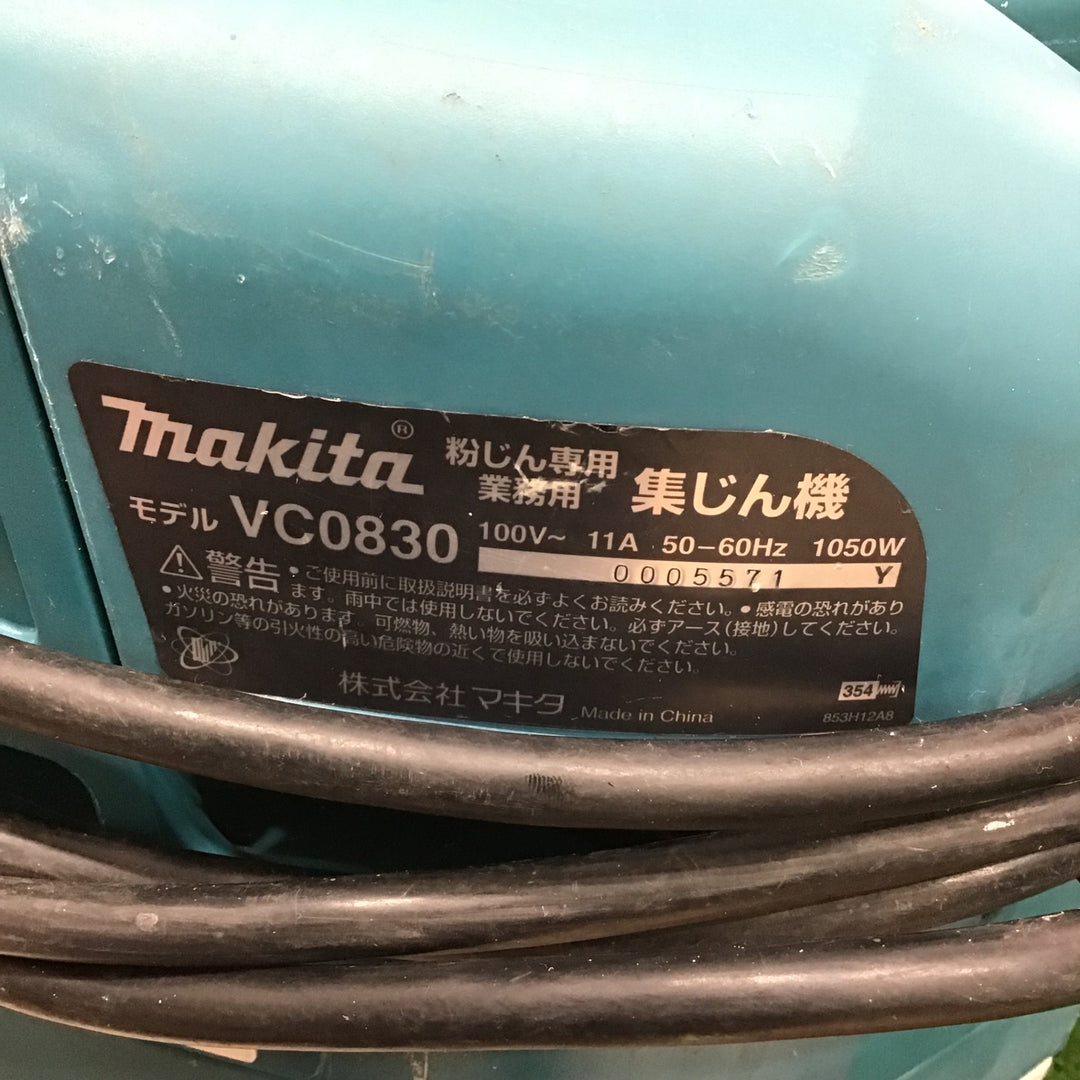 makita®
粉じん専用
業務用
集じん機
モデル VC0830
100V~ 11A 50-60Hz 1050W
0005571 Y
警告
•ご使用前に取扱説明書を必ずよくお読みください。•感電の恐れがあり
ます。雨中では使用しないでください。必ずアース(接地)してください。
•火災の恐れがあります。可燃物、熱い物を吸い込まないでください。
ガソリン等の引火性の高い危険物の近くで使用しないでください。
株式会社 マキタ
Made in China
354
853H12A8